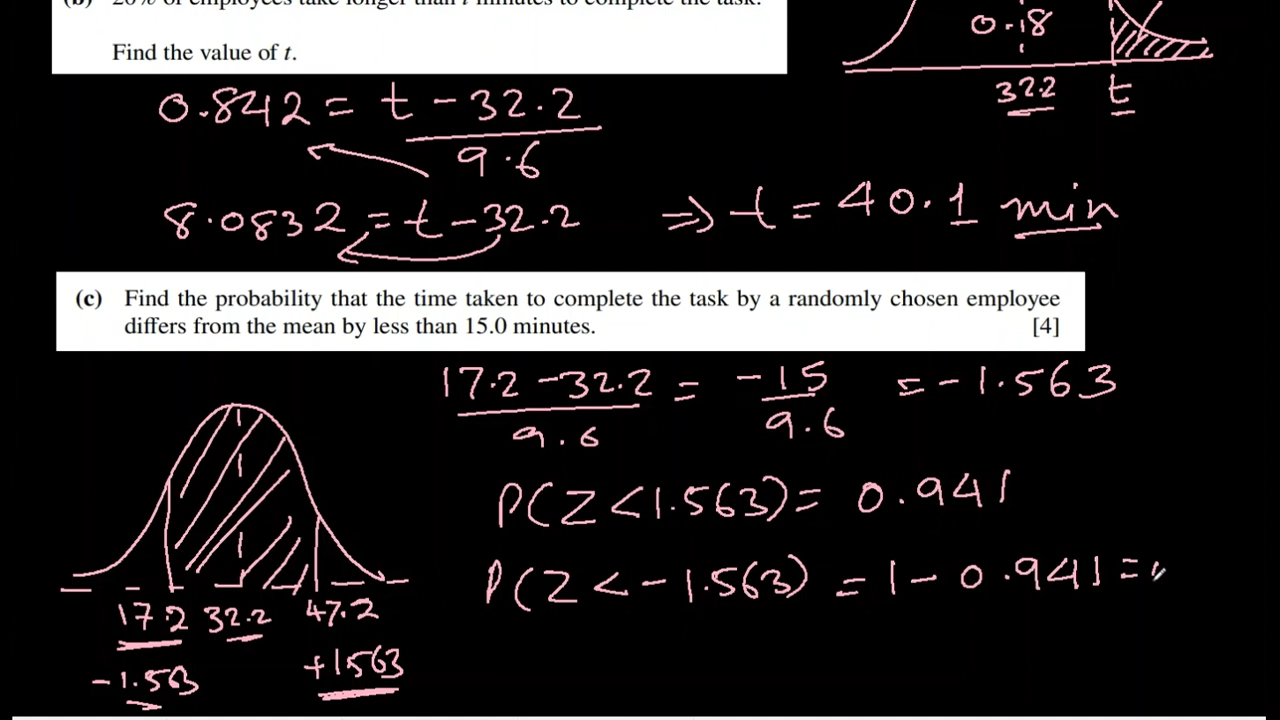 Find the value of t.
0.18
32.2 t
0.842 = t - 32.2
9.6
8.0832 = t - 32.2 => t = 40.1 min
(c) Find the probability that the time taken to complete the task by a randomly chosen employee
differs from the mean by less than 15.0 minutes. [4]
17.2 - 32.2 = -15 = -1.563
9.6 9.6
P(Z < 1.563) = 0.941
P(Z < -1.563) = 1 - 0.941 =
17.2 32.2 47.2
-1.563 +1563